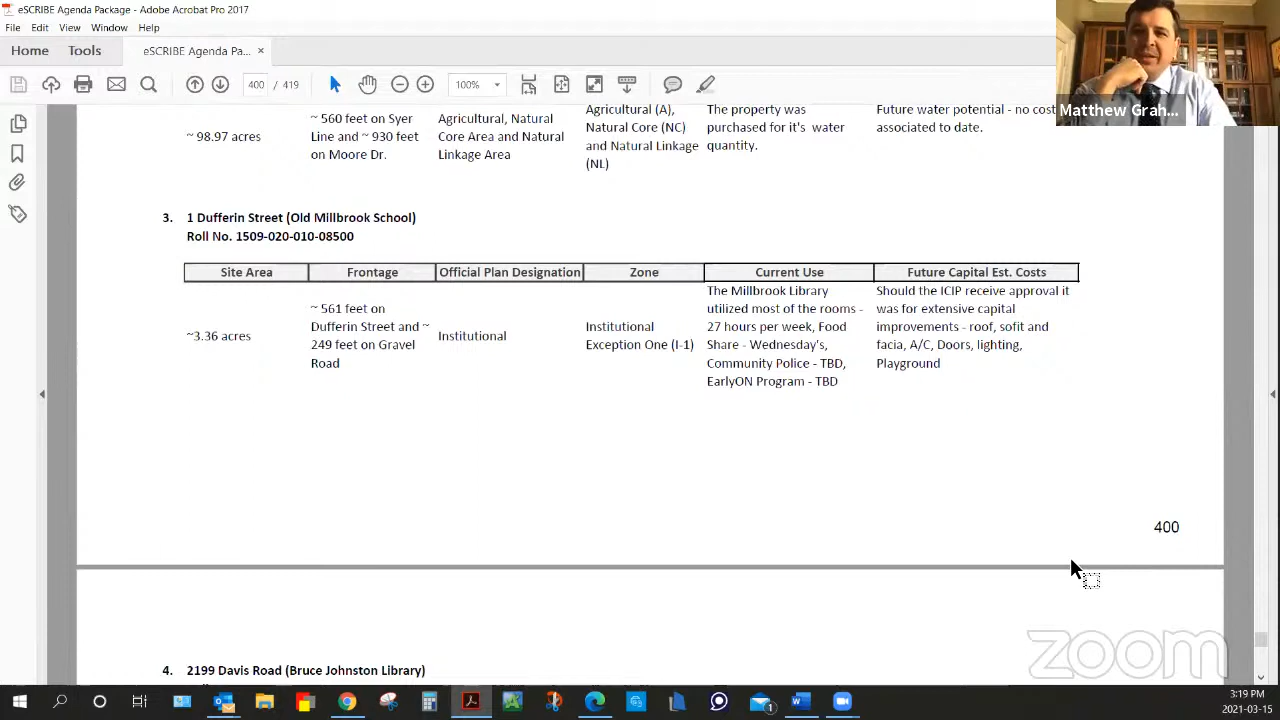 eSCRIBE Agenda Package - Adobe Acrobat Pro 2017
File Edit View Window Help
Home Tools eSCRIBE Agenda Pa... ×
400 / 419 100%
Matthew Grah...
~ 98.97 acres
~ 560 feet on Syer
Line and ~ 930 feet
on Moore Dr.
Agricultural, Natural
Core Area and Natural
Linkage Area
Agricultural (A),
Natural Core (NC)
and Natural Linkage
(NL)
The property was
purchased for it's water
quantity.
Future water potential - no cost
associated to date.
3. 1 Dufferin Street (Old Millbrook School)
Roll No. 1509-020-010-08500
Site Area Frontage Official Plan Designation Zone Current Use Future Capital Est. Costs
~3.36 acres
~ 561 feet on
Dufferin Street and ~
249 feet on Gravel
Road
Institutional
Institutional
Exception One (I-1)
The Millbrook Library
utilized most of the rooms -
27 hours per week, Food
Share - Wednesday's,
Community Police - TBD,
EarlyON Program - TBD
Should the ICIP receive approval it
was for extensive capital
improvements - roof, sofit and
facia, A/C, Doors, lighting,
Playground
400
4. 2199 Davis Road (Bruce Johnston Library)
zoom
3:19 PM
2021-03-15